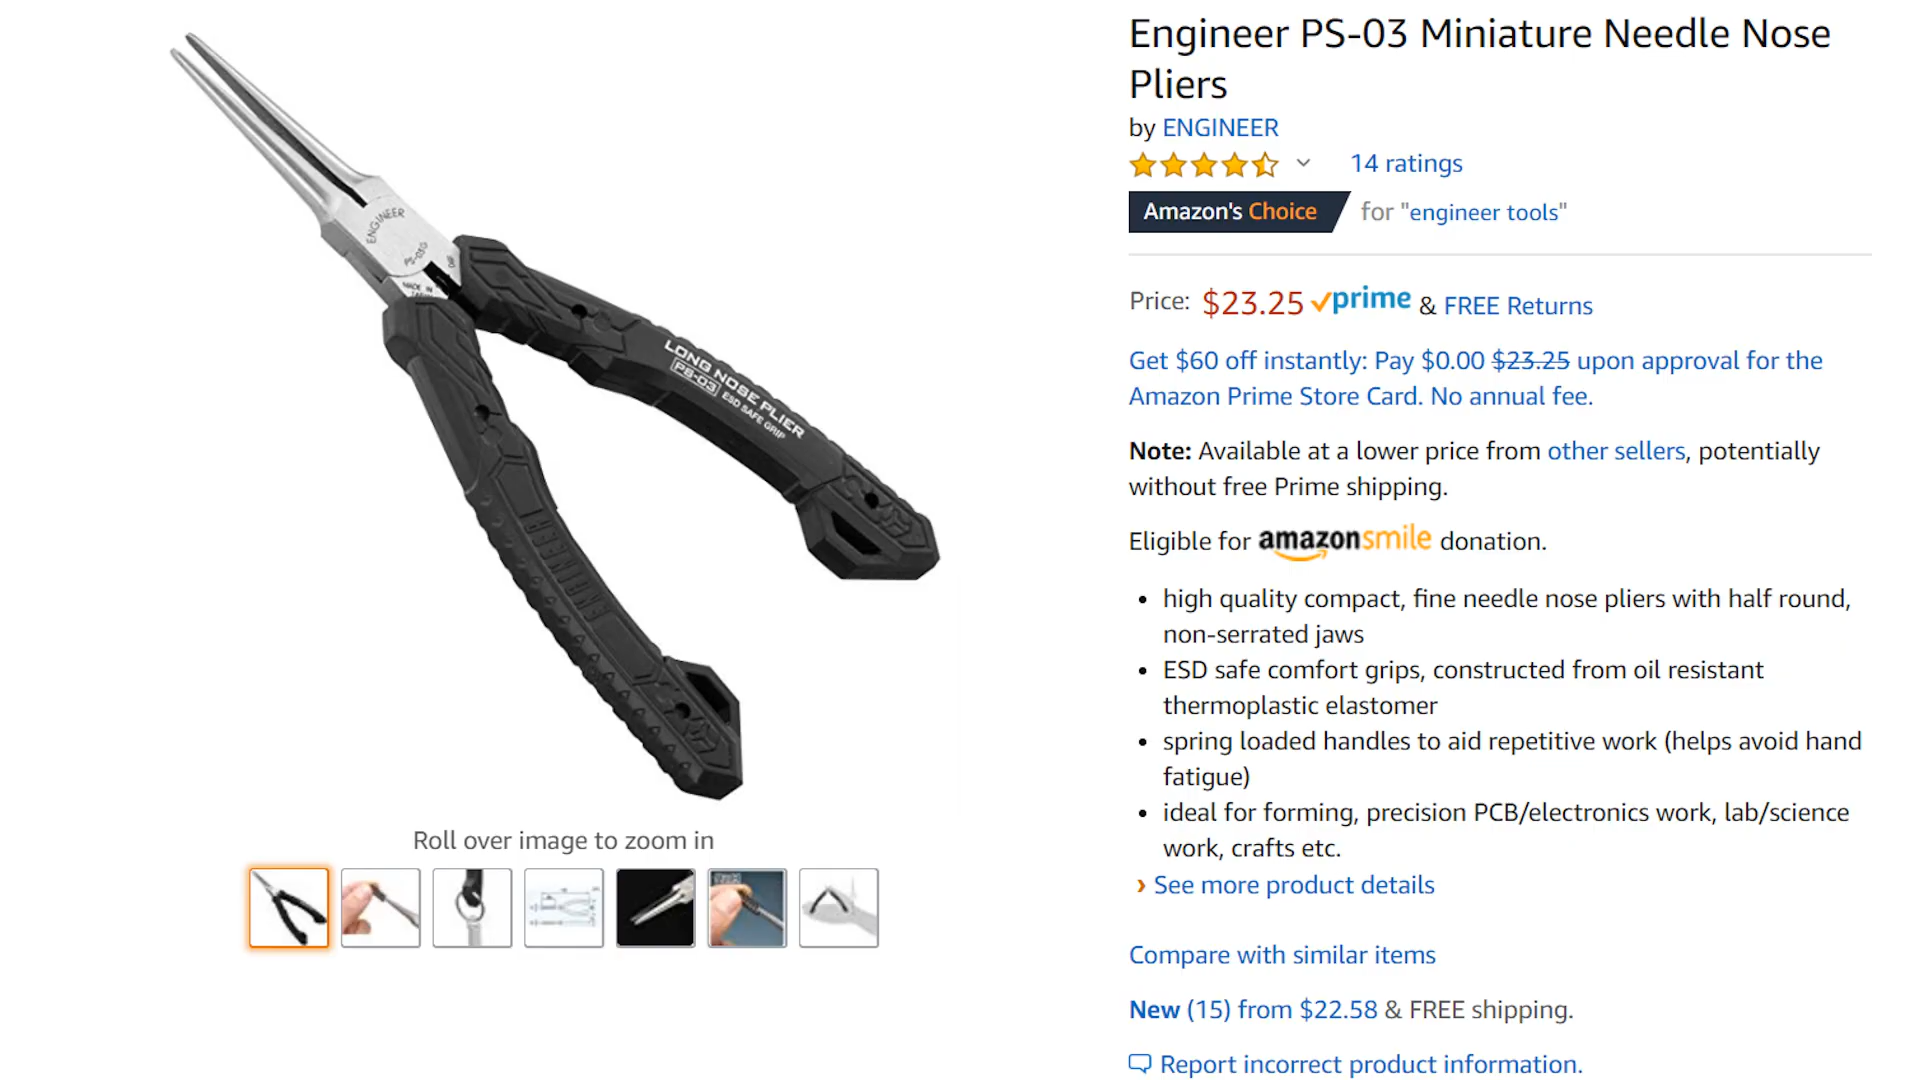 Engineer PS-03 Miniature Needle Nose
Pliers
by ENGINEER
14 ratings
Amazon's Choice for "engineer tools"
Price: $23.25 prime & FREE Returns
Get $60 off instantly: Pay $0.00 $23.25 upon approval for the
Amazon Prime Store Card. No annual fee.
Note: Available at a lower price from other sellers, potentially
without free Prime shipping.
Eligible for amazonsmile donation.
• high quality compact, fine needle nose pliers with half round,
non-serrated jaws
• ESD safe comfort grips, constructed from oil resistant
thermoplastic elastomer
• spring loaded handles to aid repetitive work (helps avoid hand
fatigue)
• ideal for forming, precision PCB/electronics work, lab/science
work, crafts etc.
› See more product details
Compare with similar items
New (15) from $22.58 & FREE shipping.
Report incorrect product information.
ENGINEER
MADE IN
LONG NOSE PLIER
PS-03 ESD SAFE GRIP
ENGINEER
Roll over image to zoom in